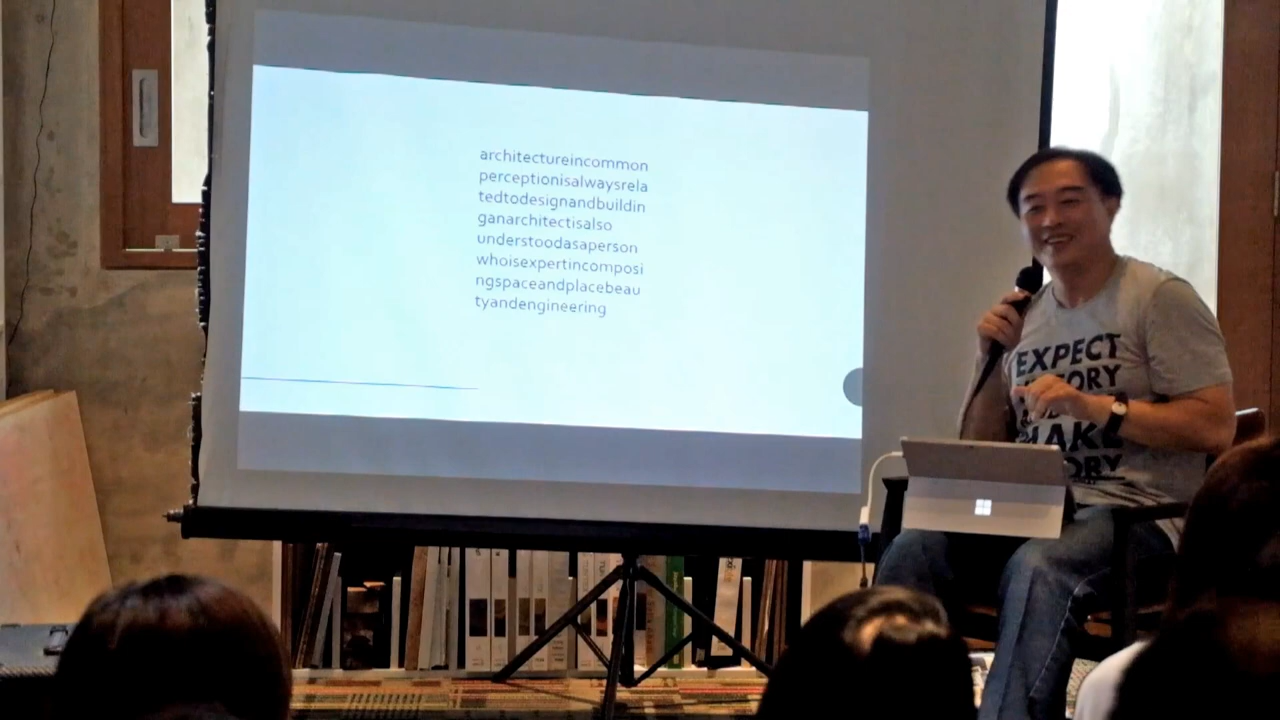 architectureincommon
perceptionisalwaysrela
tedtodesignandbuildin
ganarchitectisalso
understoodasaperson
whoisexpertincomposi
ngspaceandplacebeau
tyandengineering
EXPECT